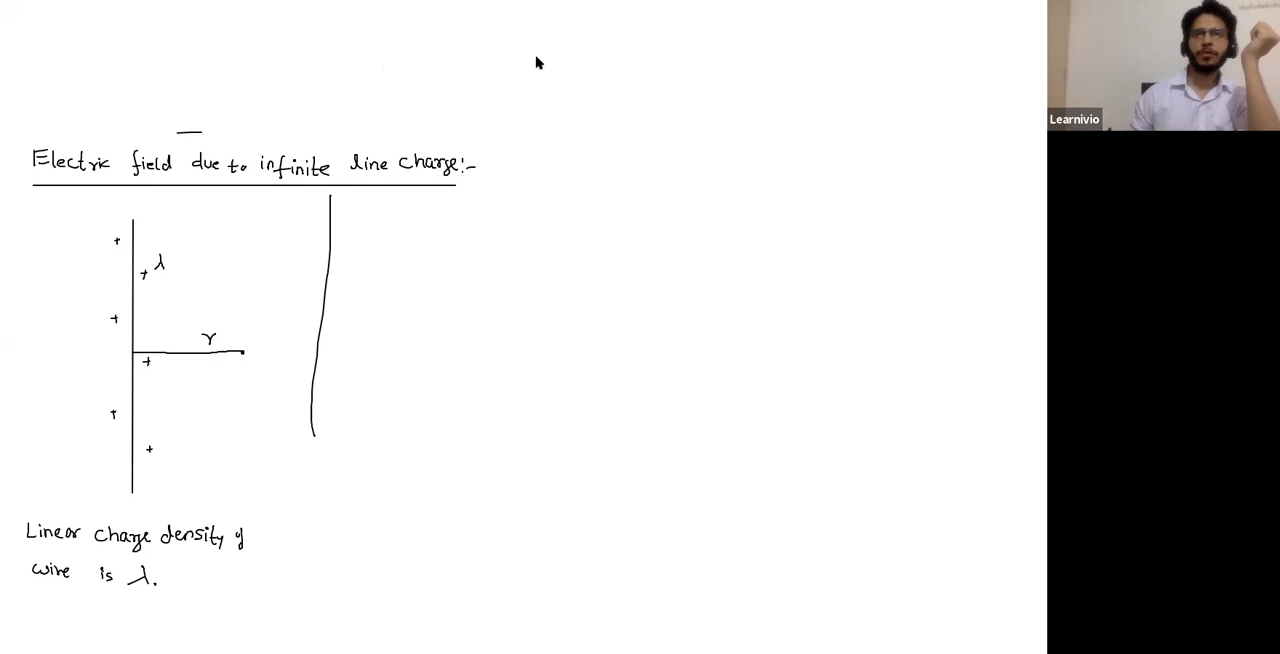 Electric field due to infinite line charge:-
λ
r
Linear charge density of
wire is λ.
Learnivio